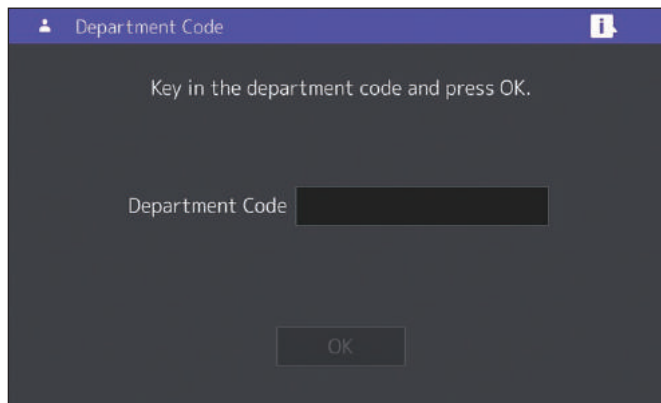 Department Code
i
Key in the department code and press OK.
Department Code
OK